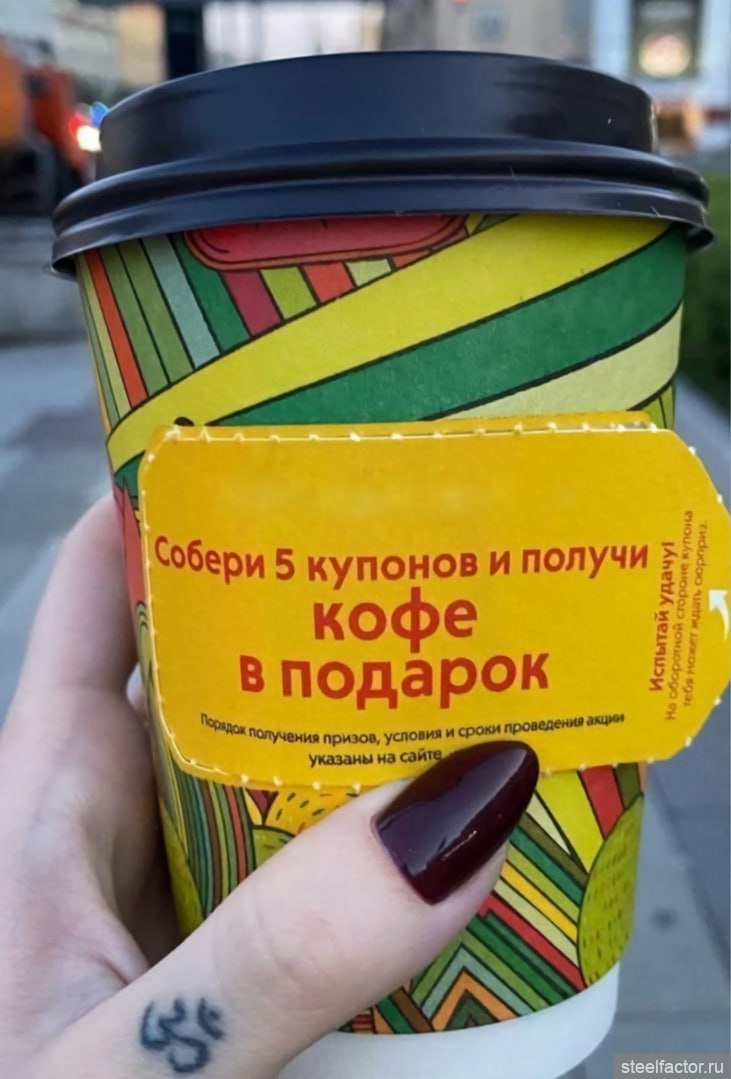 Собери 5 купонов и получи
кофе
в подарок
Порядок получения призов, условия и сроки проведения акции
указаны на сайте
Испытай удачу!
На оборотной стороне купона
тебя может ждать сюрприз.
steelfactor.ru